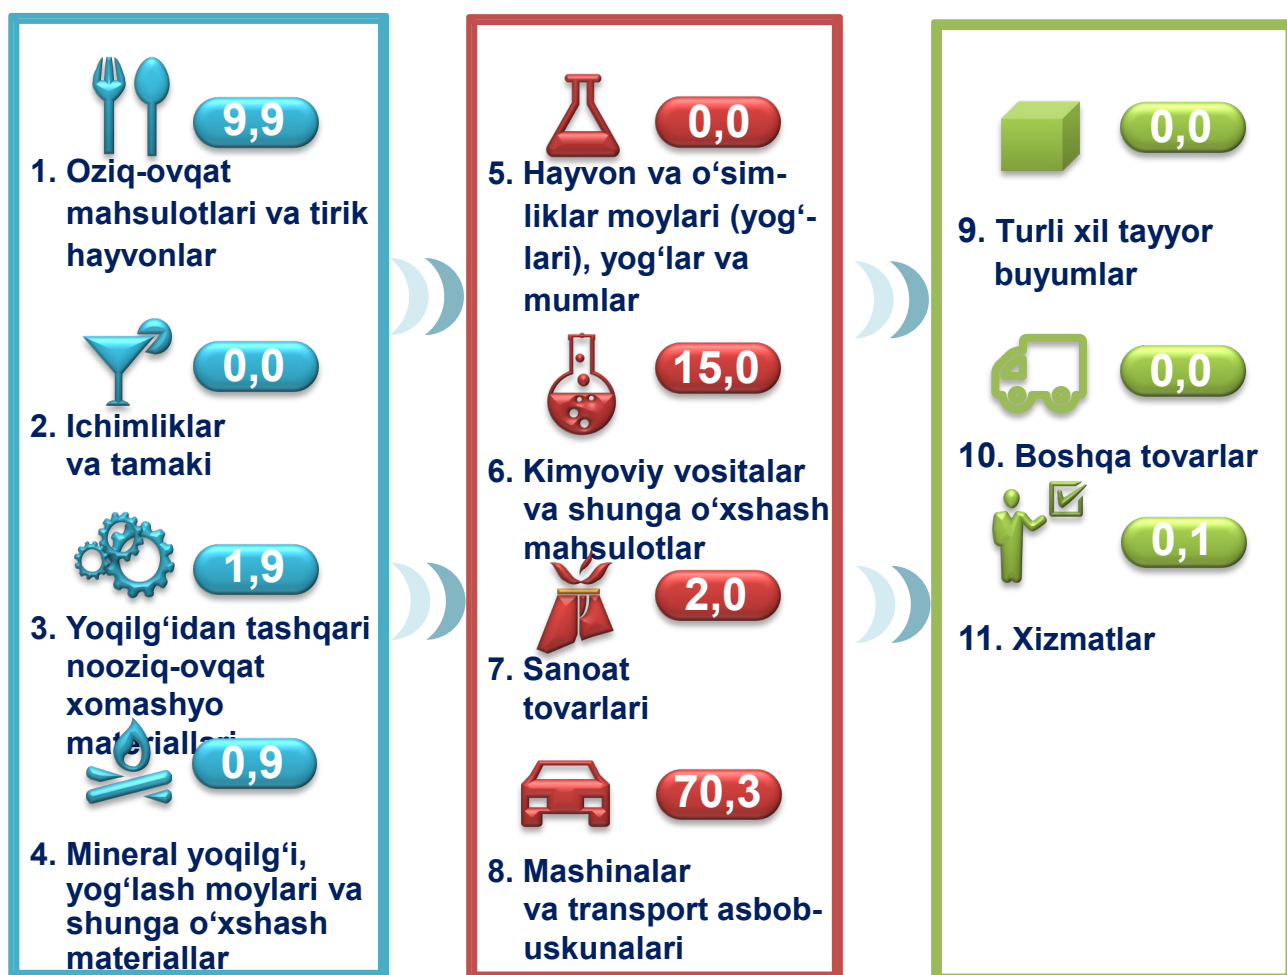 9,9
1. Oziq-ovqat
mahsulotlari va tirik
hayvonlar
0,0
2. Ichimliklar
va tamaki
1,9
3. Yoqilg‘idan tashqari
nooziq-ovqat
xomashyo
materiallari
0,9
4. Mineral yoqilg‘i,
yog‘lash moylari va
shunga o‘xshash
materiallar
0,0
5. Hayvon va o‘sim-
liklar moylari (yog‘-
lari), yog‘lar va
mumlar
15,0
6. Kimyoviy vositalar
va shunga o‘xshash
mahsulotlar
2,0
7. Sanoat
tovarlari
70,3
8. Mashinalar
va transport asbob-
uskunalari
0,0
9. Turli xil tayyor
buyumlar
0,0
10. Boshqa tovarlar
0,1
11. Xizmatlar